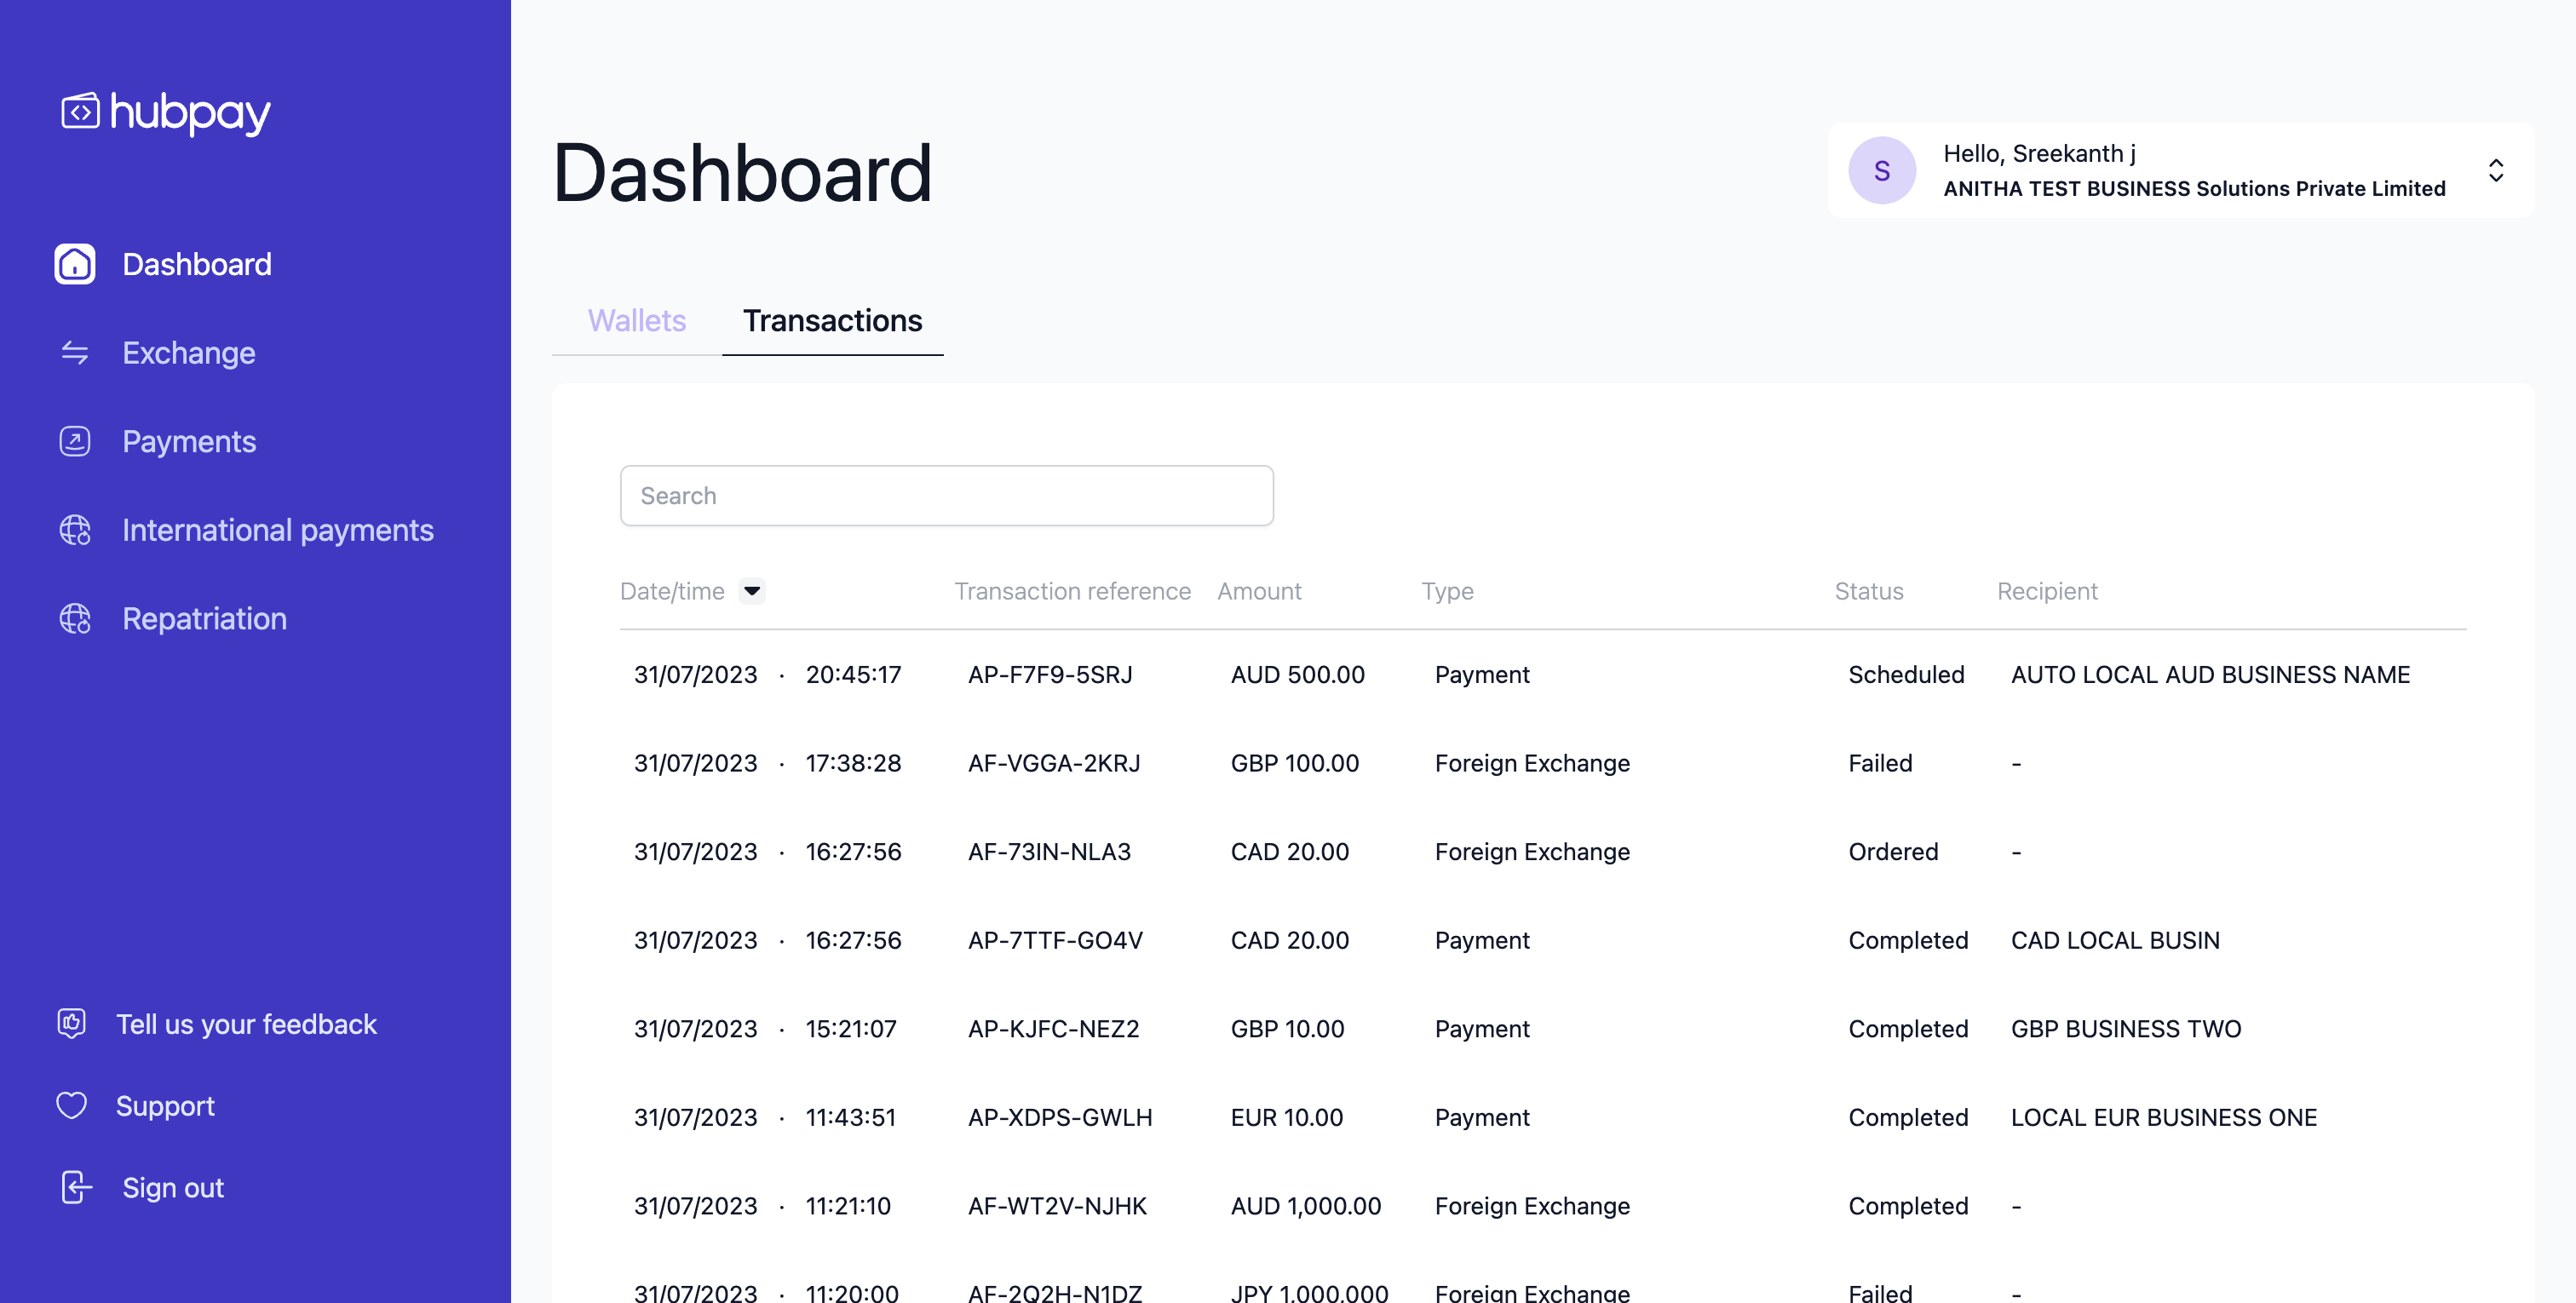 hubpay
Dashboard
Exchange
Payments
International payments
Repatriation
Tell us your feedback
Support
Sign out
Dashboard
S
Hello, Sreekanth j
ANITHA TEST BUSINESS Solutions Private Limited
Wallets Transactions
Search
Date/time Transaction reference Amount Type Status Recipient
31/07/2023 · 20:45:17 AP-F7F9-5SRJ AUD 500.00 Payment Scheduled AUTO LOCAL AUD BUSINESS NAME
31/07/2023 · 17:38:28 AF-VGGA-2KRJ GBP 100.00 Foreign Exchange Failed -
31/07/2023 · 16:27:56 AF-73IN-NLA3 CAD 20.00 Foreign Exchange Ordered -
31/07/2023 · 16:27:56 AP-7TTF-GO4V CAD 20.00 Payment Completed CAD LOCAL BUSIN
31/07/2023 · 15:21:07 AP-KJFC-NEZ2 GBP 10.00 Payment Completed GBP BUSINESS TWO
31/07/2023 · 11:43:51 AP-XDPS-GWLH EUR 10.00 Payment Completed LOCAL EUR BUSINESS ONE
31/07/2023 · 11:21:10 AF-WT2V-NJHK AUD 1,000.00 Foreign Exchange Completed -
31/07/2023 · 11:20:00 AF-2Q2H-N1DZ JPY 1,000,000 Foreign Exchange Failed -